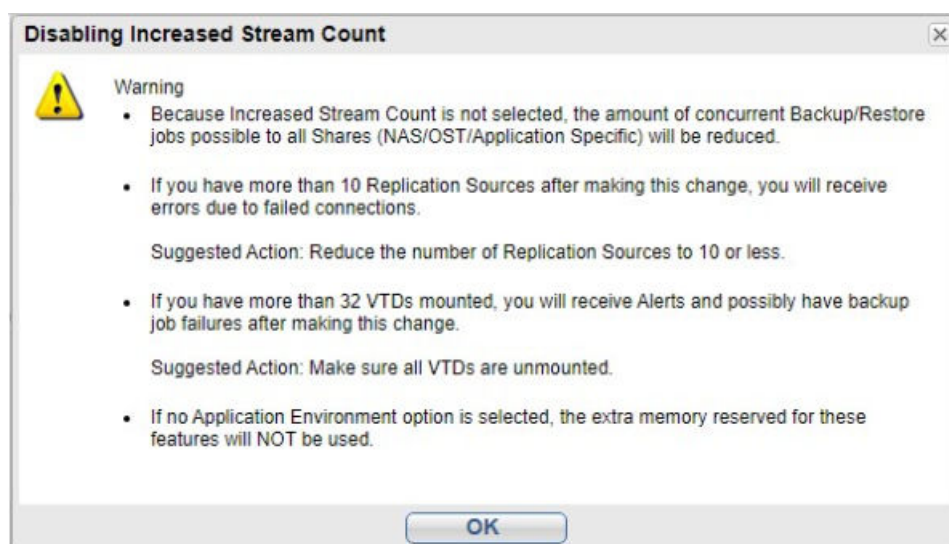 Disabling Increased Stream Count
Warning
• Because Increased Stream Count is not selected, the amount of concurrent Backup/Restore
jobs possible to all Shares (NAS/OST/Application Specific) will be reduced.
• If you have more than 10 Replication Sources after making this change, you will receive
errors due to failed connections.
Suggested Action: Reduce the number of Replication Sources to 10 or less.
• If you have more than 32 VTDs mounted, you will receive Alerts and possibly have backup
job failures after making this change.
Suggested Action: Make sure all VTDs are unmounted.
• If no Application Environment option is selected, the extra memory reserved for these
features will NOT be used.
OK